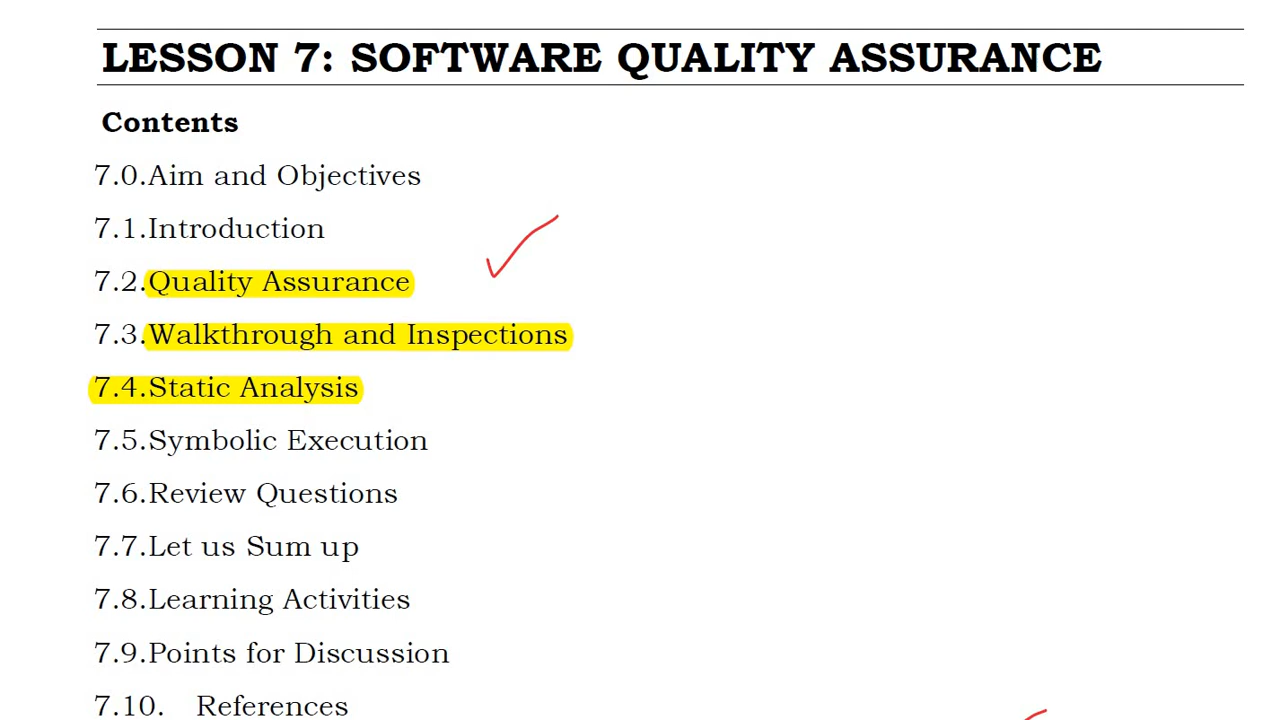 LESSON 7: SOFTWARE QUALITY ASSURANCE
Contents
7.0.Aim and Objectives
7.1.Introduction
7.2.Quality Assurance
7.3.Walkthrough and Inspections
7.4.Static Analysis
7.5.Symbolic Execution
7.6.Review Questions
7.7.Let us Sum up
7.8.Learning Activities
7.9.Points for Discussion
7.10. References